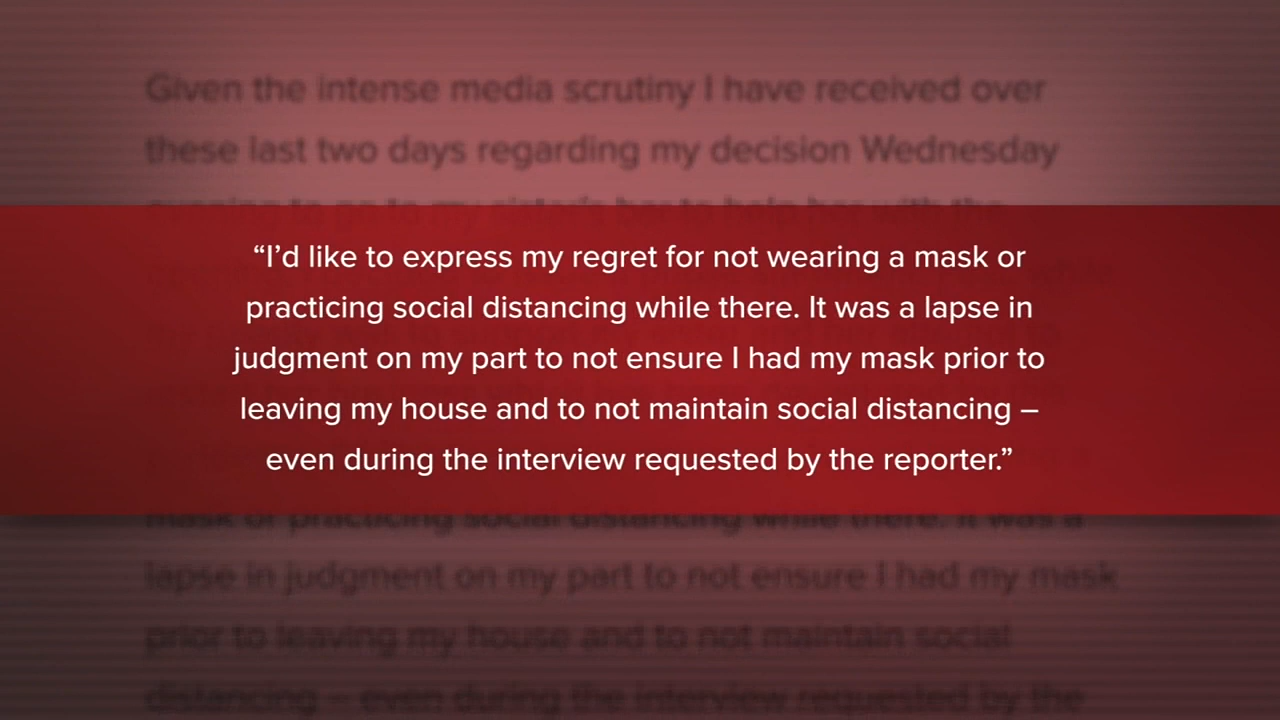 Given the intense media scrutiny I have received over
these last two days regarding my decision Wednesday
“I’d like to express my regret for not wearing a mask or
practicing social distancing while there. It was a lapse in
judgment on my part to not ensure I had my mask prior to
leaving my house and to not maintain social distancing –
even during the interview requested by the reporter.”
mask or practicing social distancing while there. It was a
lapse in judgment on my part to not ensure I had my mask
prior to leaving my house and to not maintain social
distancing – even during the interview requested by the